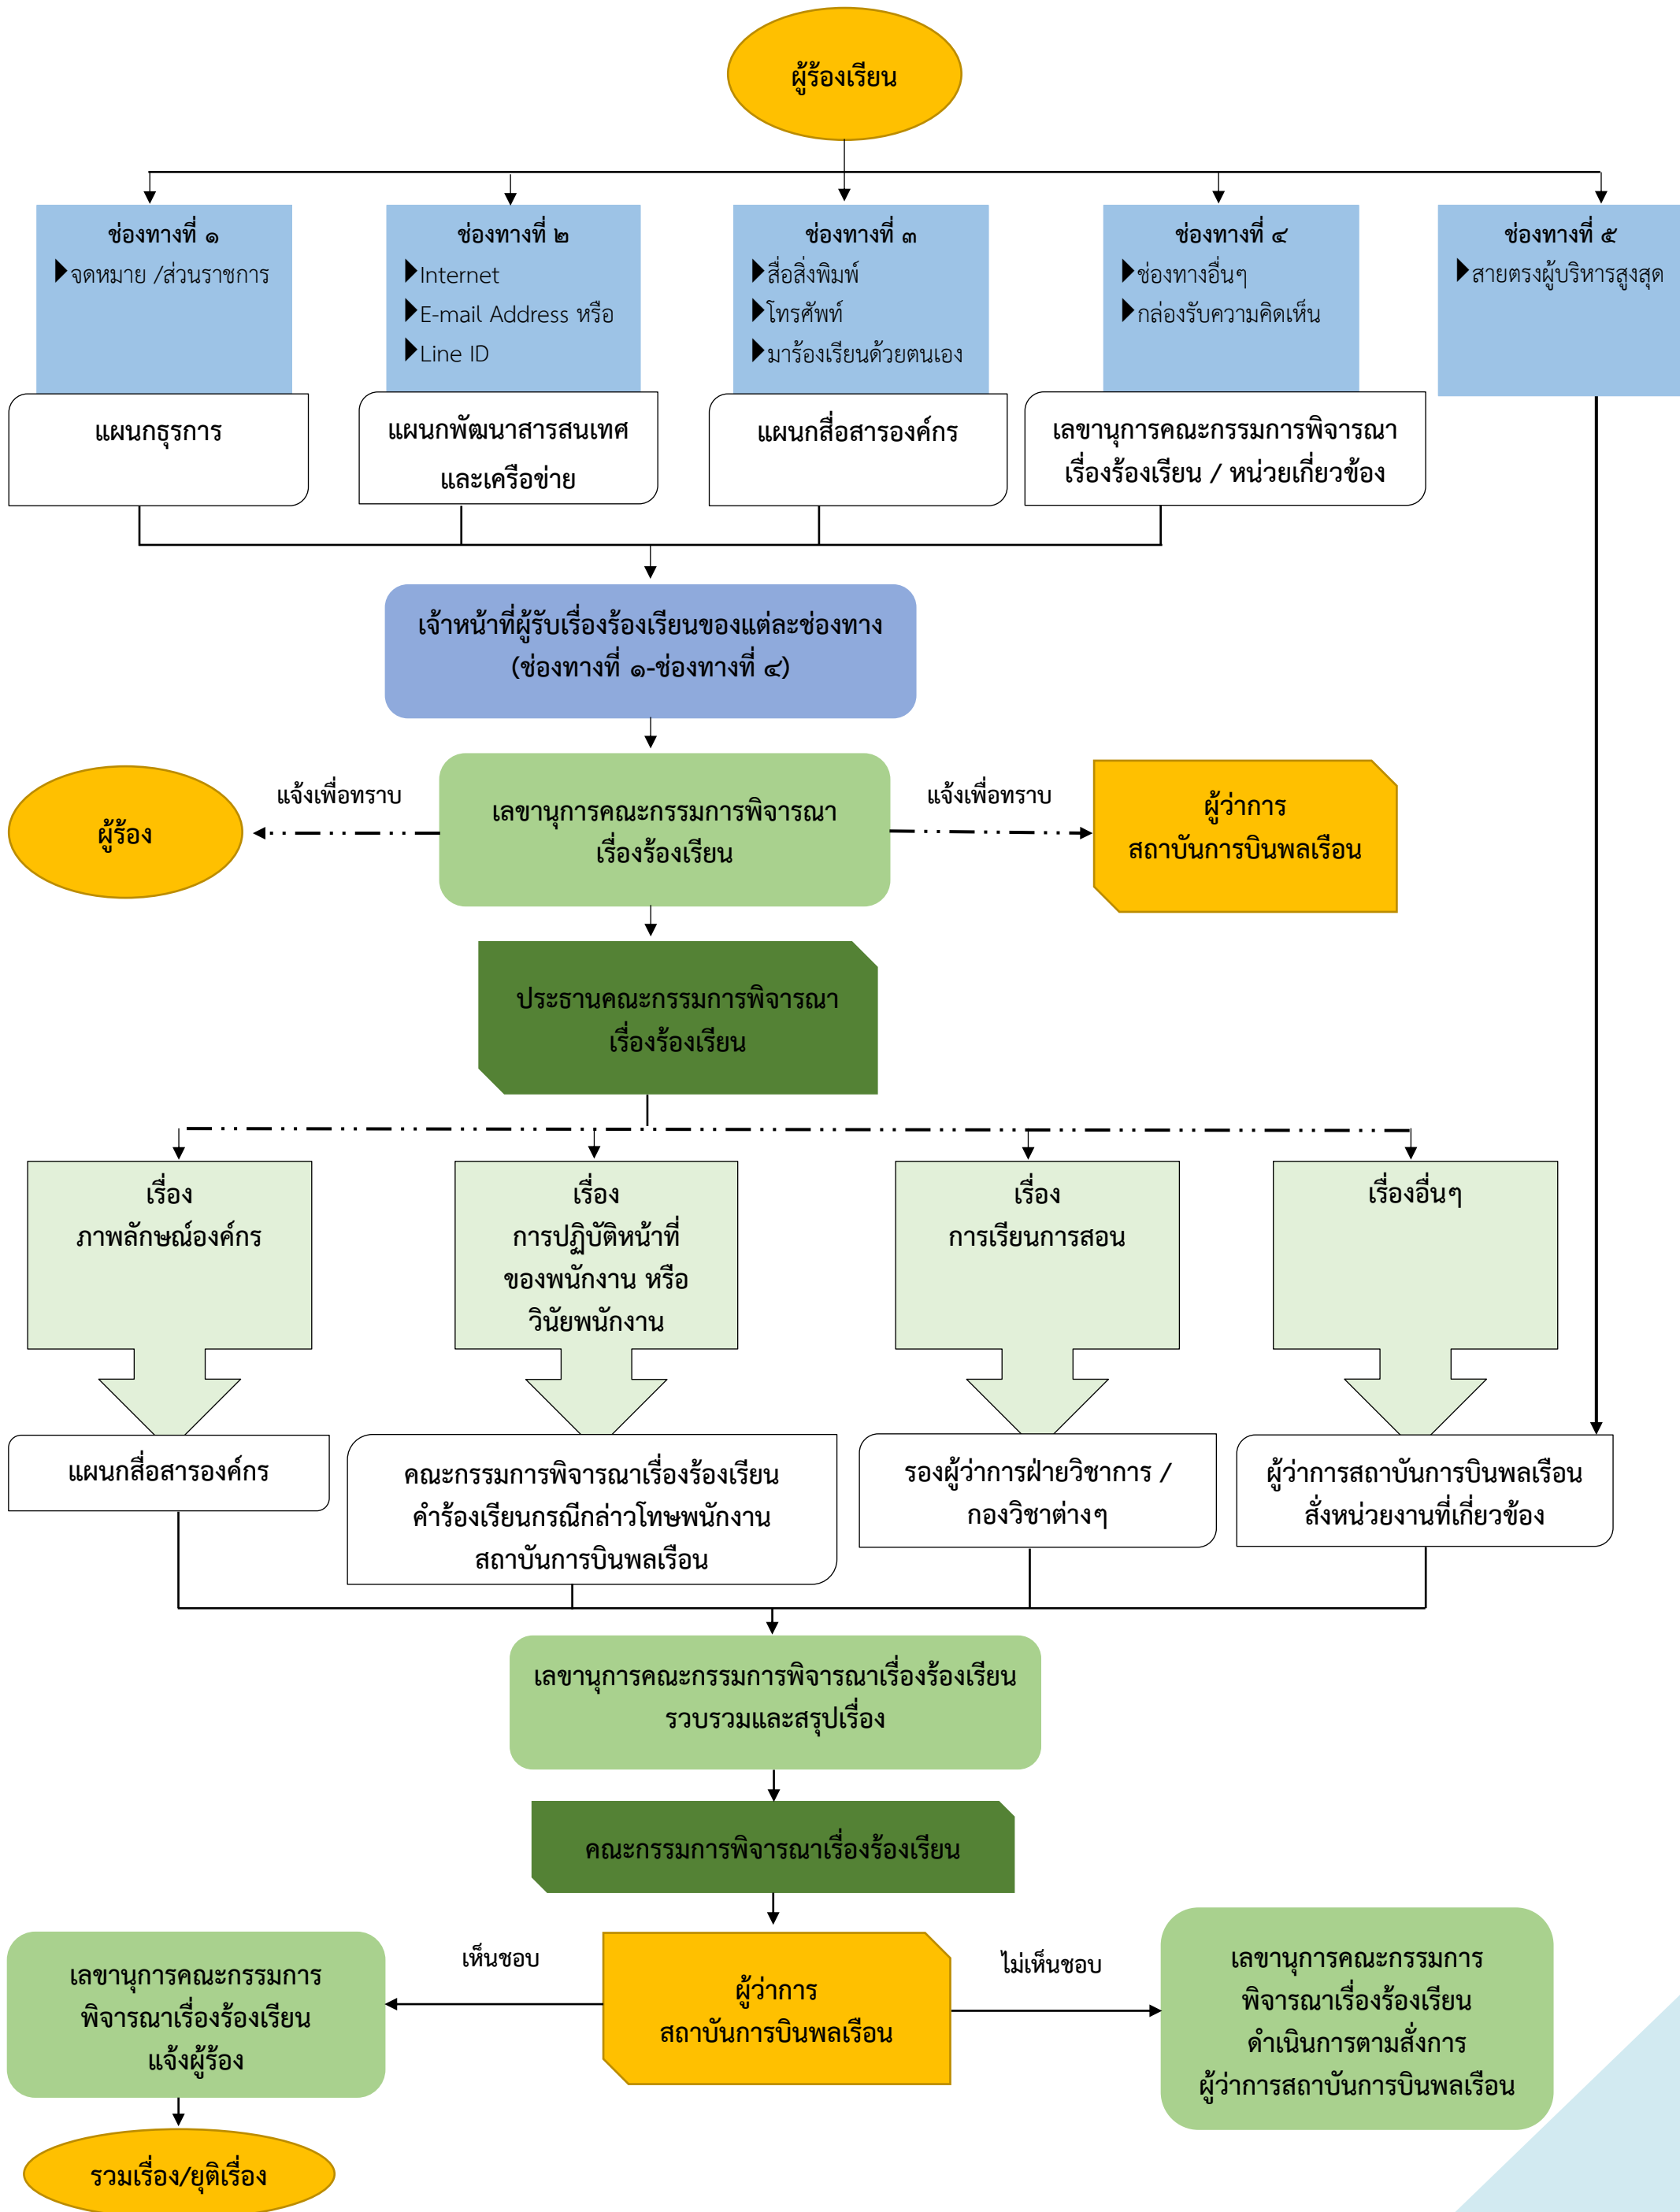 ผู้ร้องเรียน
ช่องทางที่ ๑
จดหมาย /ส่วนราชการ
ช่องทางที่ ๒
Internet
E-mail Address หรือ
Line ID
ช่องทางที่ ๓
สื่อสิ่งพิมพ์
โทรศัพท์
มาร้องเรียนด้วยตนเอง
ช่องทางที่ ๔
ช่องทางอื่นๆ
กล่องรับความคิดเห็น
ช่องทางที่ ๕
สายตรงผู้บริหารสูงสุด
แผนกธุรการ
แผนกพัฒนาสารสนเทศ
และเครือข่าย
แผนกสื่อสารองค์กร
เลขานุการคณะกรรมการพิจารณา
เรื่องร้องเรียน / หน่วยเกี่ยวข้อง
เจ้าหน้าที่ผู้รับเรื่องร้องเรียนของแต่ละช่องทาง
(ช่องทางที่ ๑-ช่องทางที่ ๔)
ผู้ร้อง
แจ้งเพื่อทราบ
เลขานุการคณะกรรมการพิจารณา
เรื่องร้องเรียน
แจ้งเพื่อทราบ
ผู้ว่าการ
สถาบันการบินพลเรือน
ประธานคณะกรรมการพิจารณา
เรื่องร้องเรียน
เรื่อง
ภาพลักษณ์องค์กร
เรื่อง
การปฏิบัติหน้าที่
ของพนักงาน หรือ
วินัยพนักงาน
เรื่อง
การเรียนการสอน
เรื่องอื่นๆ
แผนกสื่อสารองค์กร
คณะกรรมการพิจารณาเรื่องร้องเรียน
คำร้องเรียนกรณีกล่าวโทษพนักงาน
สถาบันการบินพลเรือน
รองผู้ว่าการฝ่ายวิชาการ /
กองวิชาต่างๆ
ผู้ว่าการสถาบันการบินพลเรือน
สั่งหน่วยงานที่เกี่ยวข้อง
เลขานุการคณะกรรมการพิจารณาเรื่องร้องเรียน
รวบรวมและสรุปเรื่อง
คณะกรรมการพิจารณาเรื่องร้องเรียน
เลขานุการคณะกรรมการ
พิจารณาเรื่องร้องเรียน
แจ้งผู้ร้อง
เห็นชอบ
ผู้ว่าการ
สถาบันการบินพลเรือน
ไม่เห็นชอบ
เลขานุการคณะกรรมการ
พิจารณาเรื่องร้องเรียน
ดำเนินการตามสั่งการ
ผู้ว่าการสถาบันการบินพลเรือน
รวมเรื่อง/ยุติเรื่อง